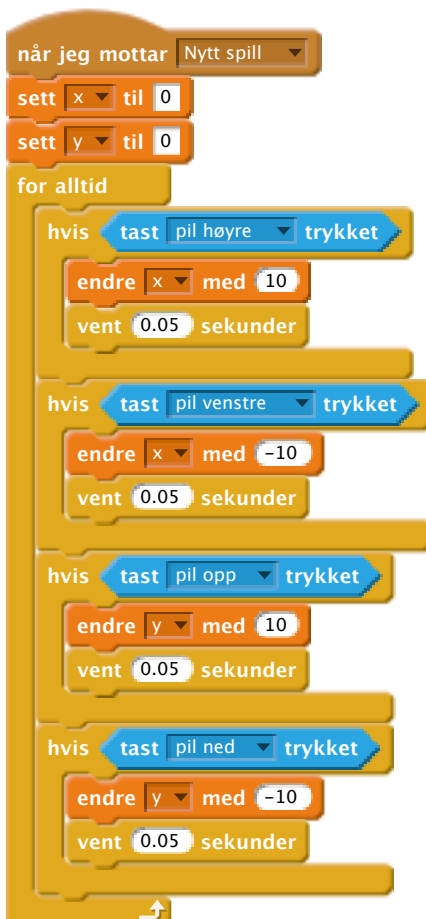 når jeg mottar Nytt spill
sett x til 0
sett y til 0
for alltid
hvis tast pil høyre trykket
endre x med 10
vent 0.05 sekunder
hvis tast pil venstre trykket
endre x med -10
vent 0.05 sekunder
hvis tast pil opp trykket
endre y med 10
vent 0.05 sekunder
hvis tast pil ned trykket
endre y med -10
vent 0.05 sekunder